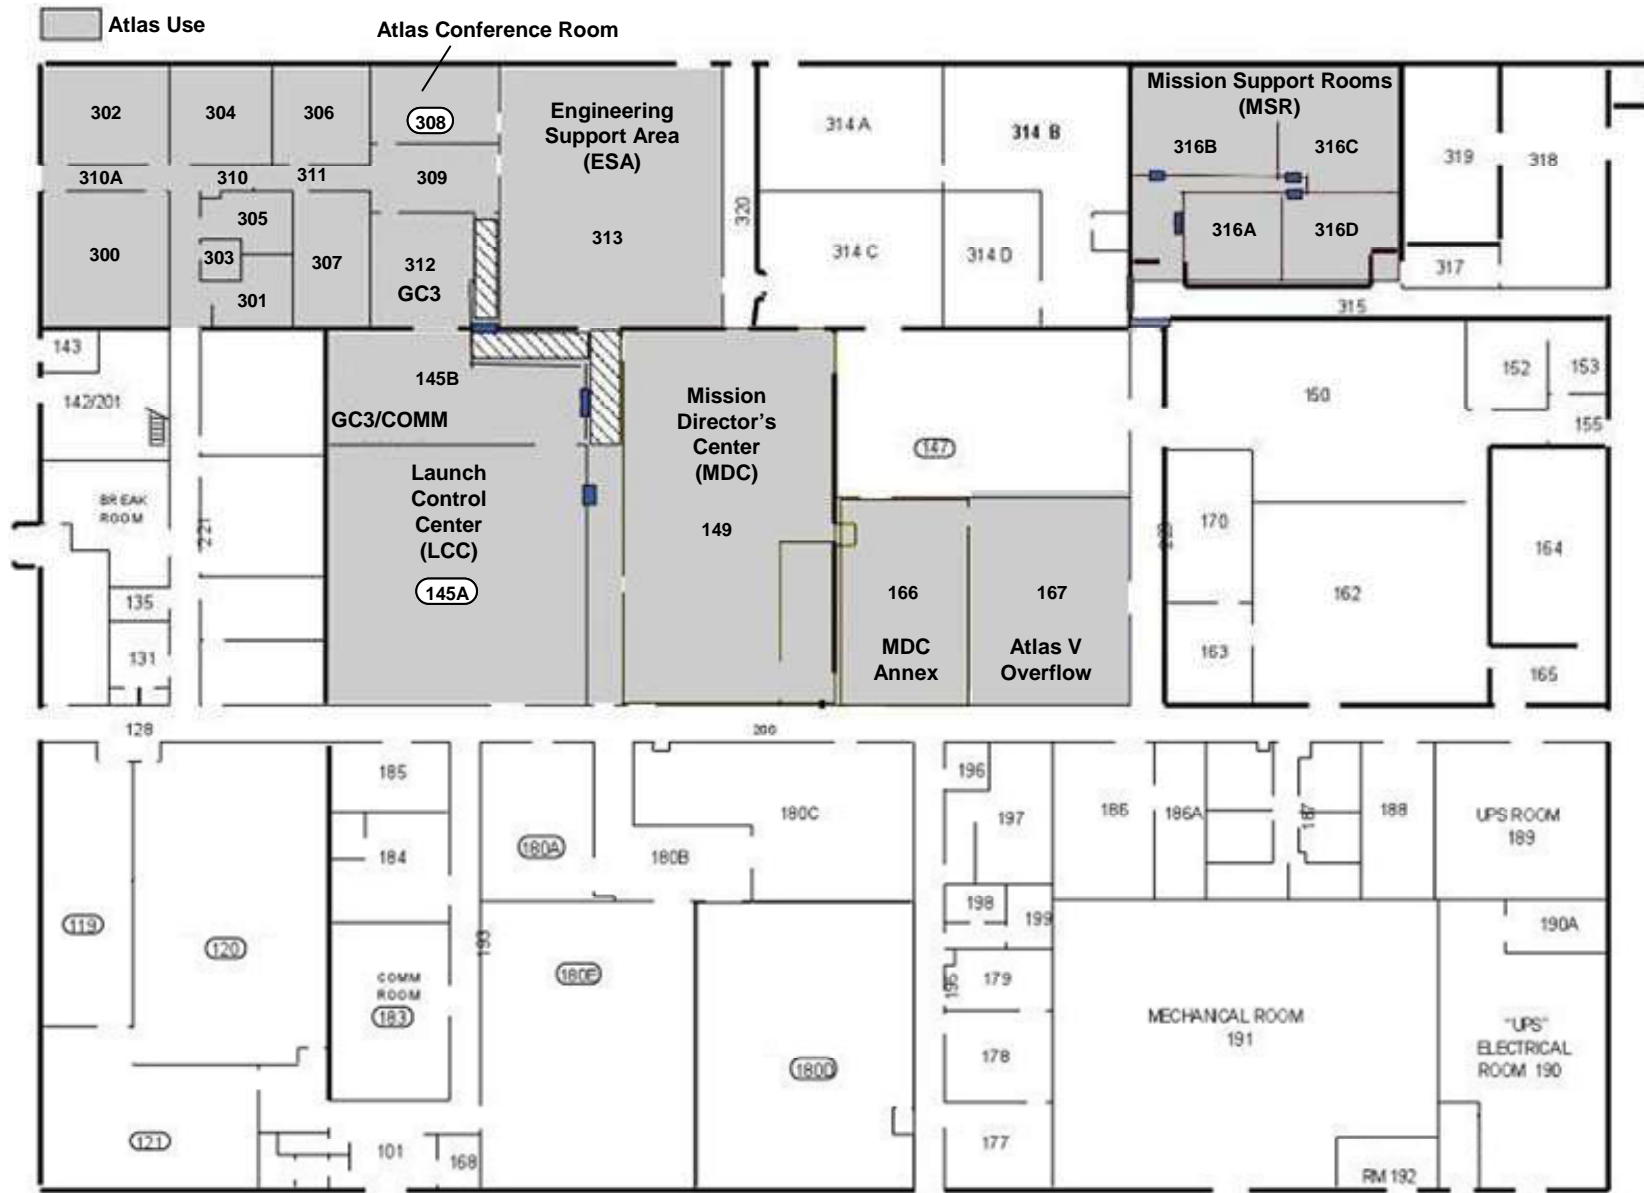 Atlas Use
Atlas Conference Room
302
304
306
308
Engineering
Support Area
(ESA)
314 A
314 B
Mission Support Rooms
(MSR)
316B
316C
319
318
310A
310
311
309
305
320
313
316A
316D
300
303
307
312
GC3
314 C
314 D
317
301
315
143
145B
152
153
142/201
GC3/COMM
Mission
Director's
Center
(MDC)
150
155
147
Launch
Control
Center
(LCC)
BREAK
ROOM
221
149
170
164
145A
135
166
167
162
131
MDC
Annex
Atlas V
Overflow
163
165
128
200
185
196
180C
197
186
186A
187
188
UPS ROOM
189
184
180A
180B
198
199
119
120
193
190A
COMM
ROOM
183
180E
195
179
MECHANICAL ROOM
191
"UPS"
ELECTRICAL
ROOM 190
178
180D
121
101
168
177
RM 192